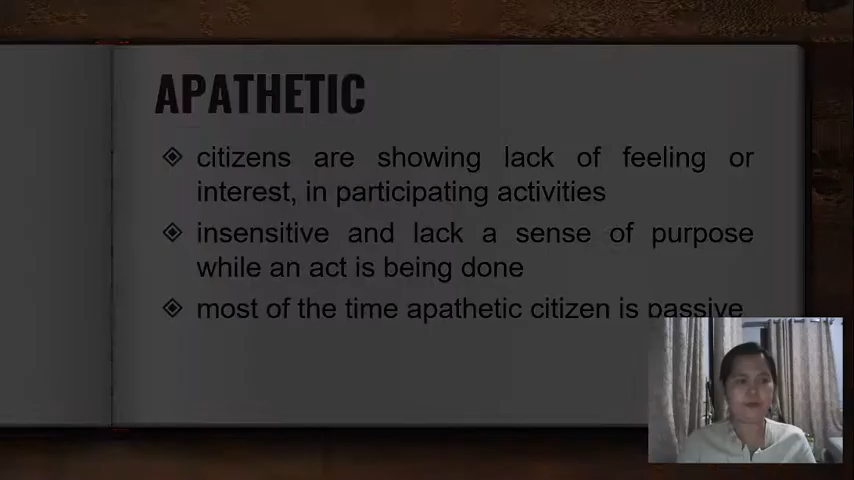 APATHETIC
citizens are showing lack of feeling or
interest, in participating activities
insensitive and lack a sense of purpose
while an act is being done
most of the time apathetic citizen is passive